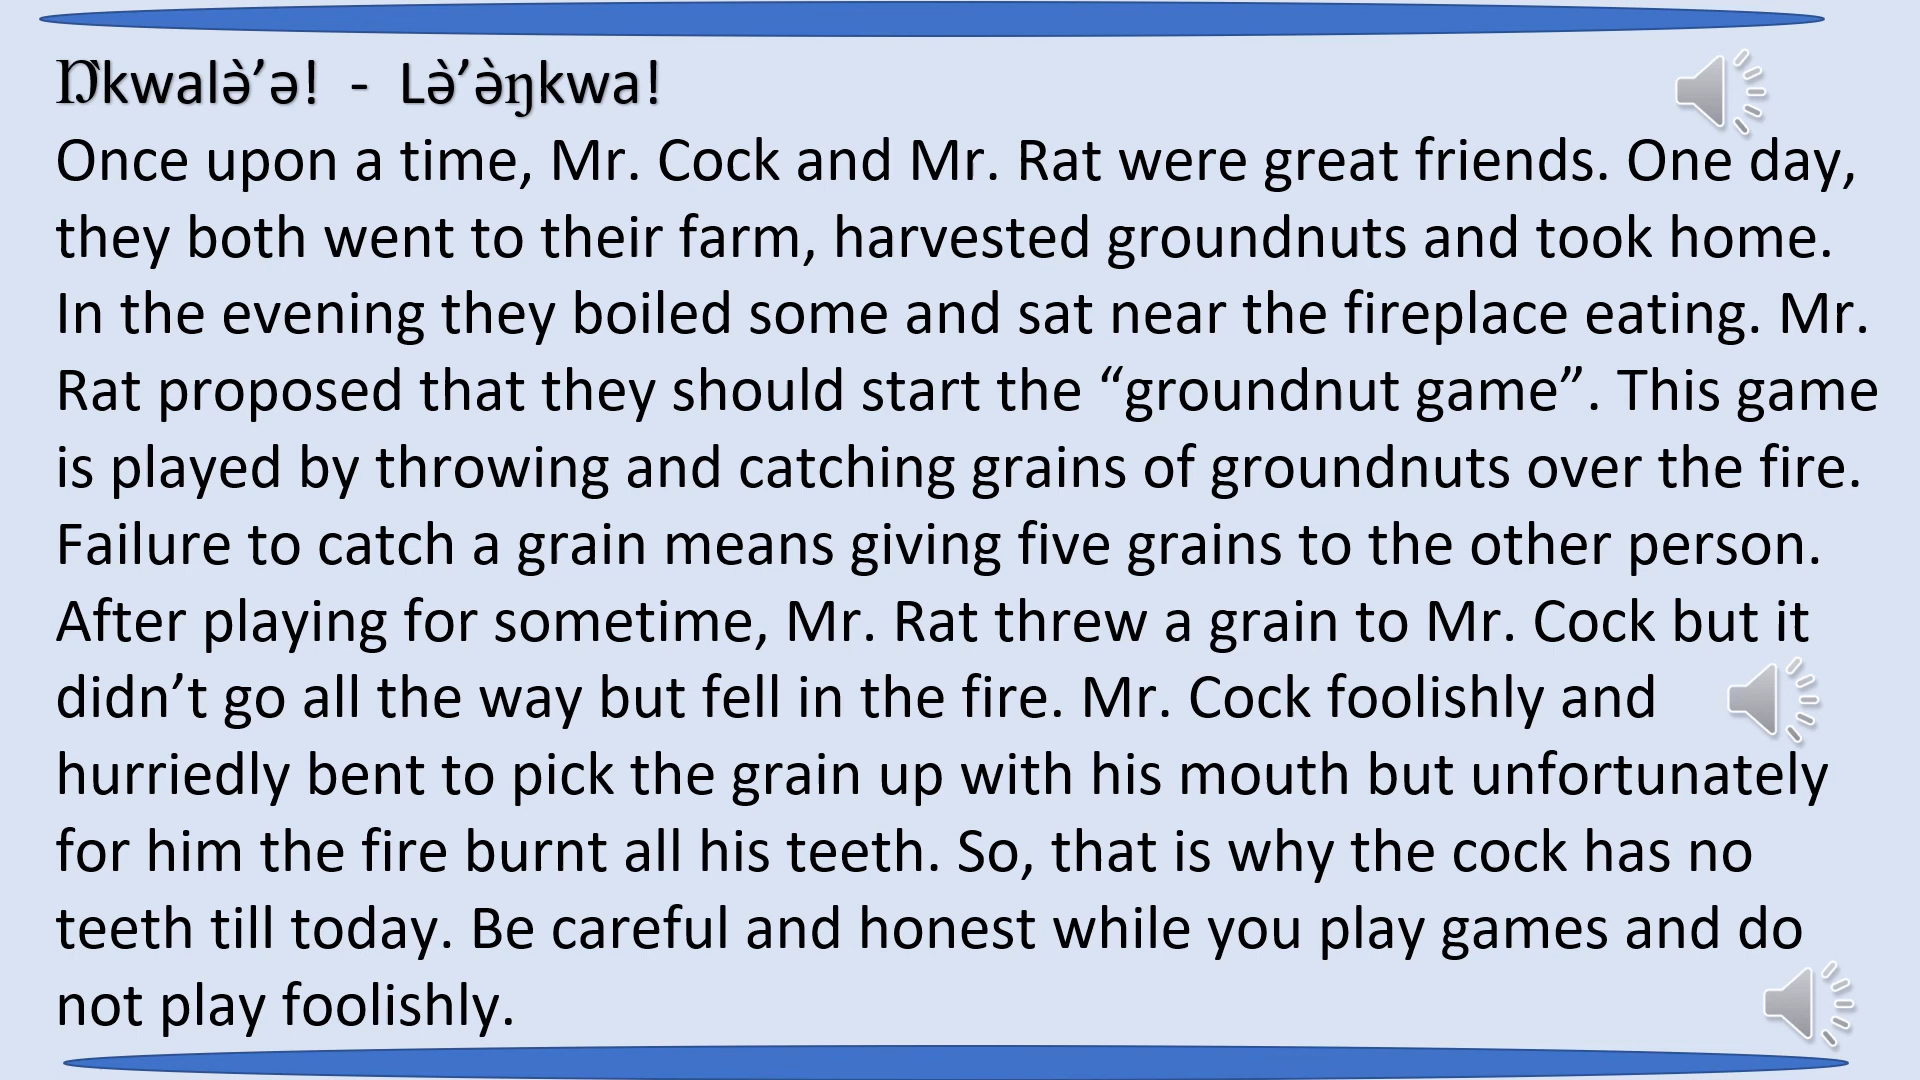 Ŋ̀kwalə̀’ə! - Lə̀’ə̀ŋkwa!
Once upon a time, Mr. Cock and Mr. Rat were great friends. One day,
they both went to their farm, harvested groundnuts and took home.
In the evening they boiled some and sat near the fireplace eating. Mr.
Rat proposed that they should start the “groundnut game”. This game
is played by throwing and catching grains of groundnuts over the fire.
Failure to catch a grain means giving five grains to the other person.
After playing for sometime, Mr. Rat threw a grain to Mr. Cock but it
didn’t go all the way but fell in the fire. Mr. Cock foolishly and
hurriedly bent to pick the grain up with his mouth but unfortunately
for him the fire burnt all his teeth. So, that is why the cock has no
teeth till today. Be careful and honest while you play games and do
not play foolishly.